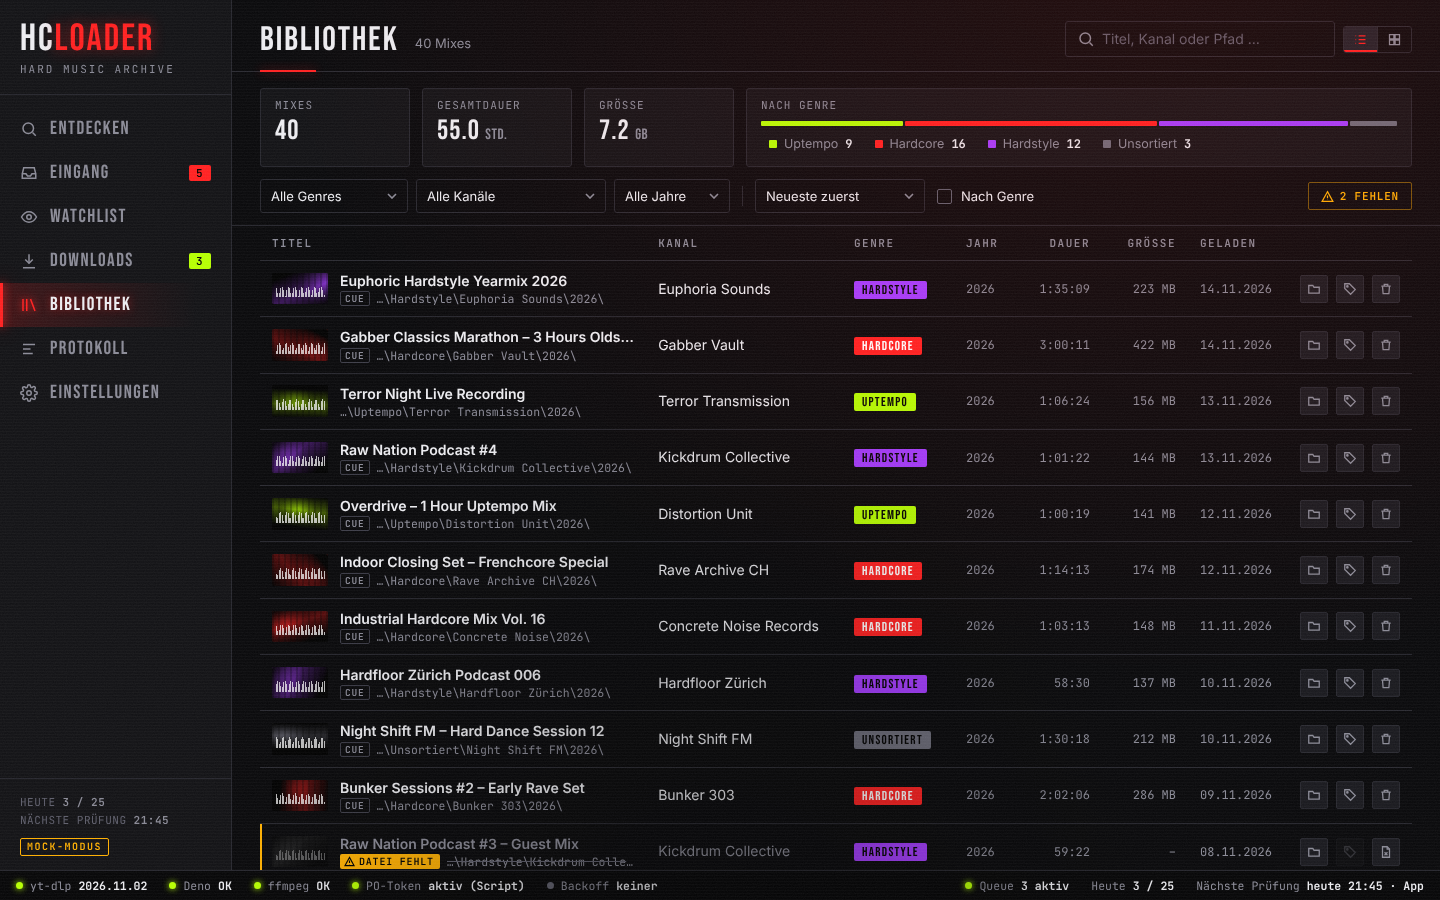 HCLOADER
HARD MUSIC ARCHIVE
ENTDECKEN
EINGANG 5
WATCHLIST
DOWNLOADS 3
BIBLIOTHEK
PROTOKOLL
EINSTELLUNGEN
HEUTE 3 / 25
NÄCHSTE PRÜFUNG 21:45
MOCK-MODUS
BIBLIOTHEK 40 Mixes
Titel, Kanal oder Pfad ...
MIXES
40
GESAMTDAUER
55.0 STD.
GRÖSSE
7.2 GB
NACH GENRE
Uptempo 9 Hardcore 16 Hardstyle 12 Unsortiert 3
Alle Genres Alle Kanäle Alle Jahre Neueste zuerst Nach Genre 2 FEHLEN
TITEL KANAL GENRE JAHR DAUER GRÖSSE GELADEN
Euphoric Hardstyle Yearmix 2026
CUE …\Hardstyle\Euphoria Sounds\2026\
Euphoria Sounds HARDSTYLE 2026 1:35:09 223 MB 14.11.2026
Gabber Classics Marathon – 3 Hours Olds…
CUE …\Hardcore\Gabber Vault\2026\
Gabber Vault HARDCORE 2026 3:00:11 422 MB 14.11.2026
Terror Night Live Recording
…\Uptempo\Terror Transmission\2026\
Terror Transmission UPTEMPO 2026 1:06:24 156 MB 13.11.2026
Raw Nation Podcast #4
CUE …\Hardstyle\Kickdrum Collective\2026\
Kickdrum Collective HARDSTYLE 2026 1:01:22 144 MB 13.11.2026
Overdrive – 1 Hour Uptempo Mix
CUE …\Uptempo\Distortion Unit\2026\
Distortion Unit UPTEMPO 2026 1:00:19 141 MB 12.11.2026
Indoor Closing Set – Frenchcore Special
CUE …\Hardcore\Rave Archive CH\2026\
Rave Archive CH HARDCORE 2026 1:14:13 174 MB 12.11.2026
Industrial Hardcore Mix Vol. 16
CUE …\Hardcore\Concrete Noise\2026\
Concrete Noise Records HARDCORE 2026 1:03:13 148 MB 11.11.2026
Hardfloor Zürich Podcast 006
CUE …\Hardstyle\Hardfloor Zürich\2026\
Hardfloor Zürich HARDSTYLE 2026 58:30 137 MB 10.11.2026
Night Shift FM – Hard Dance Session 12
CUE …\Unsortiert\Night Shift FM\2026\
Night Shift FM UNSORTIERT 2026 1:30:18 212 MB 10.11.2026
Bunker Sessions #2 – Early Rave Set
CUE …\Hardcore\Bunker 303\2026\
Bunker 303 HARDCORE 2026 2:02:06 286 MB 09.11.2026
Raw Nation Podcast #3 – Guest Mix
DATEI FEHLT …\Hardstyle\Kickdrum Colle…
Kickdrum Collective HARDSTYLE 2026 59:22 – 08.11.2026
yt-dlp 2026.11.02 Deno OK ffmpeg OK PO-Token aktiv (Script) Backoff keiner Queue 3 aktiv Heute 3 / 25 Nächste Prüfung heute 21:45 · App